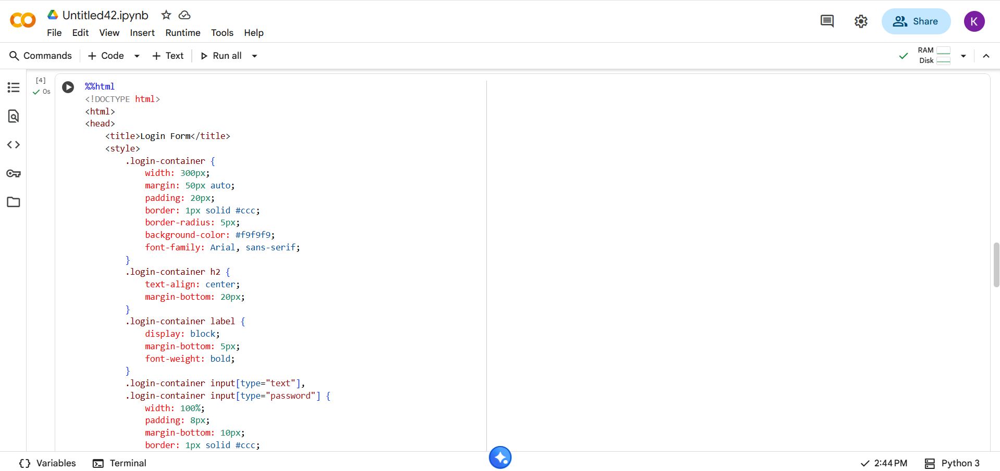 Untitled42.ipynb
File Edit View Insert Runtime Tools Help
Share
K
Commands + Code + Text Run all
RAM
Disk
[4]
0s
%%html
<!DOCTYPE html>
<html>
<head>
    <title>Login Form</title>
    <style>
        .login-container {
            width: 300px;
            margin: 50px auto;
            padding: 20px;
            border: 1px solid #ccc;
            border-radius: 5px;
            background-color: #f9f9f9;
            font-family: Arial, sans-serif;
        }
        .login-container h2 {
            text-align: center;
            margin-bottom: 20px;
        }
        .login-container label {
            display: block;
            margin-bottom: 5px;
            font-weight: bold;
        }
        .login-container input[type="text"],
        .login-container input[type="password"] {
            width: 100%;
            padding: 8px;
            margin-bottom: 10px;
            border: 1px solid #ccc;
Variables Terminal 2:44 PM Python 3